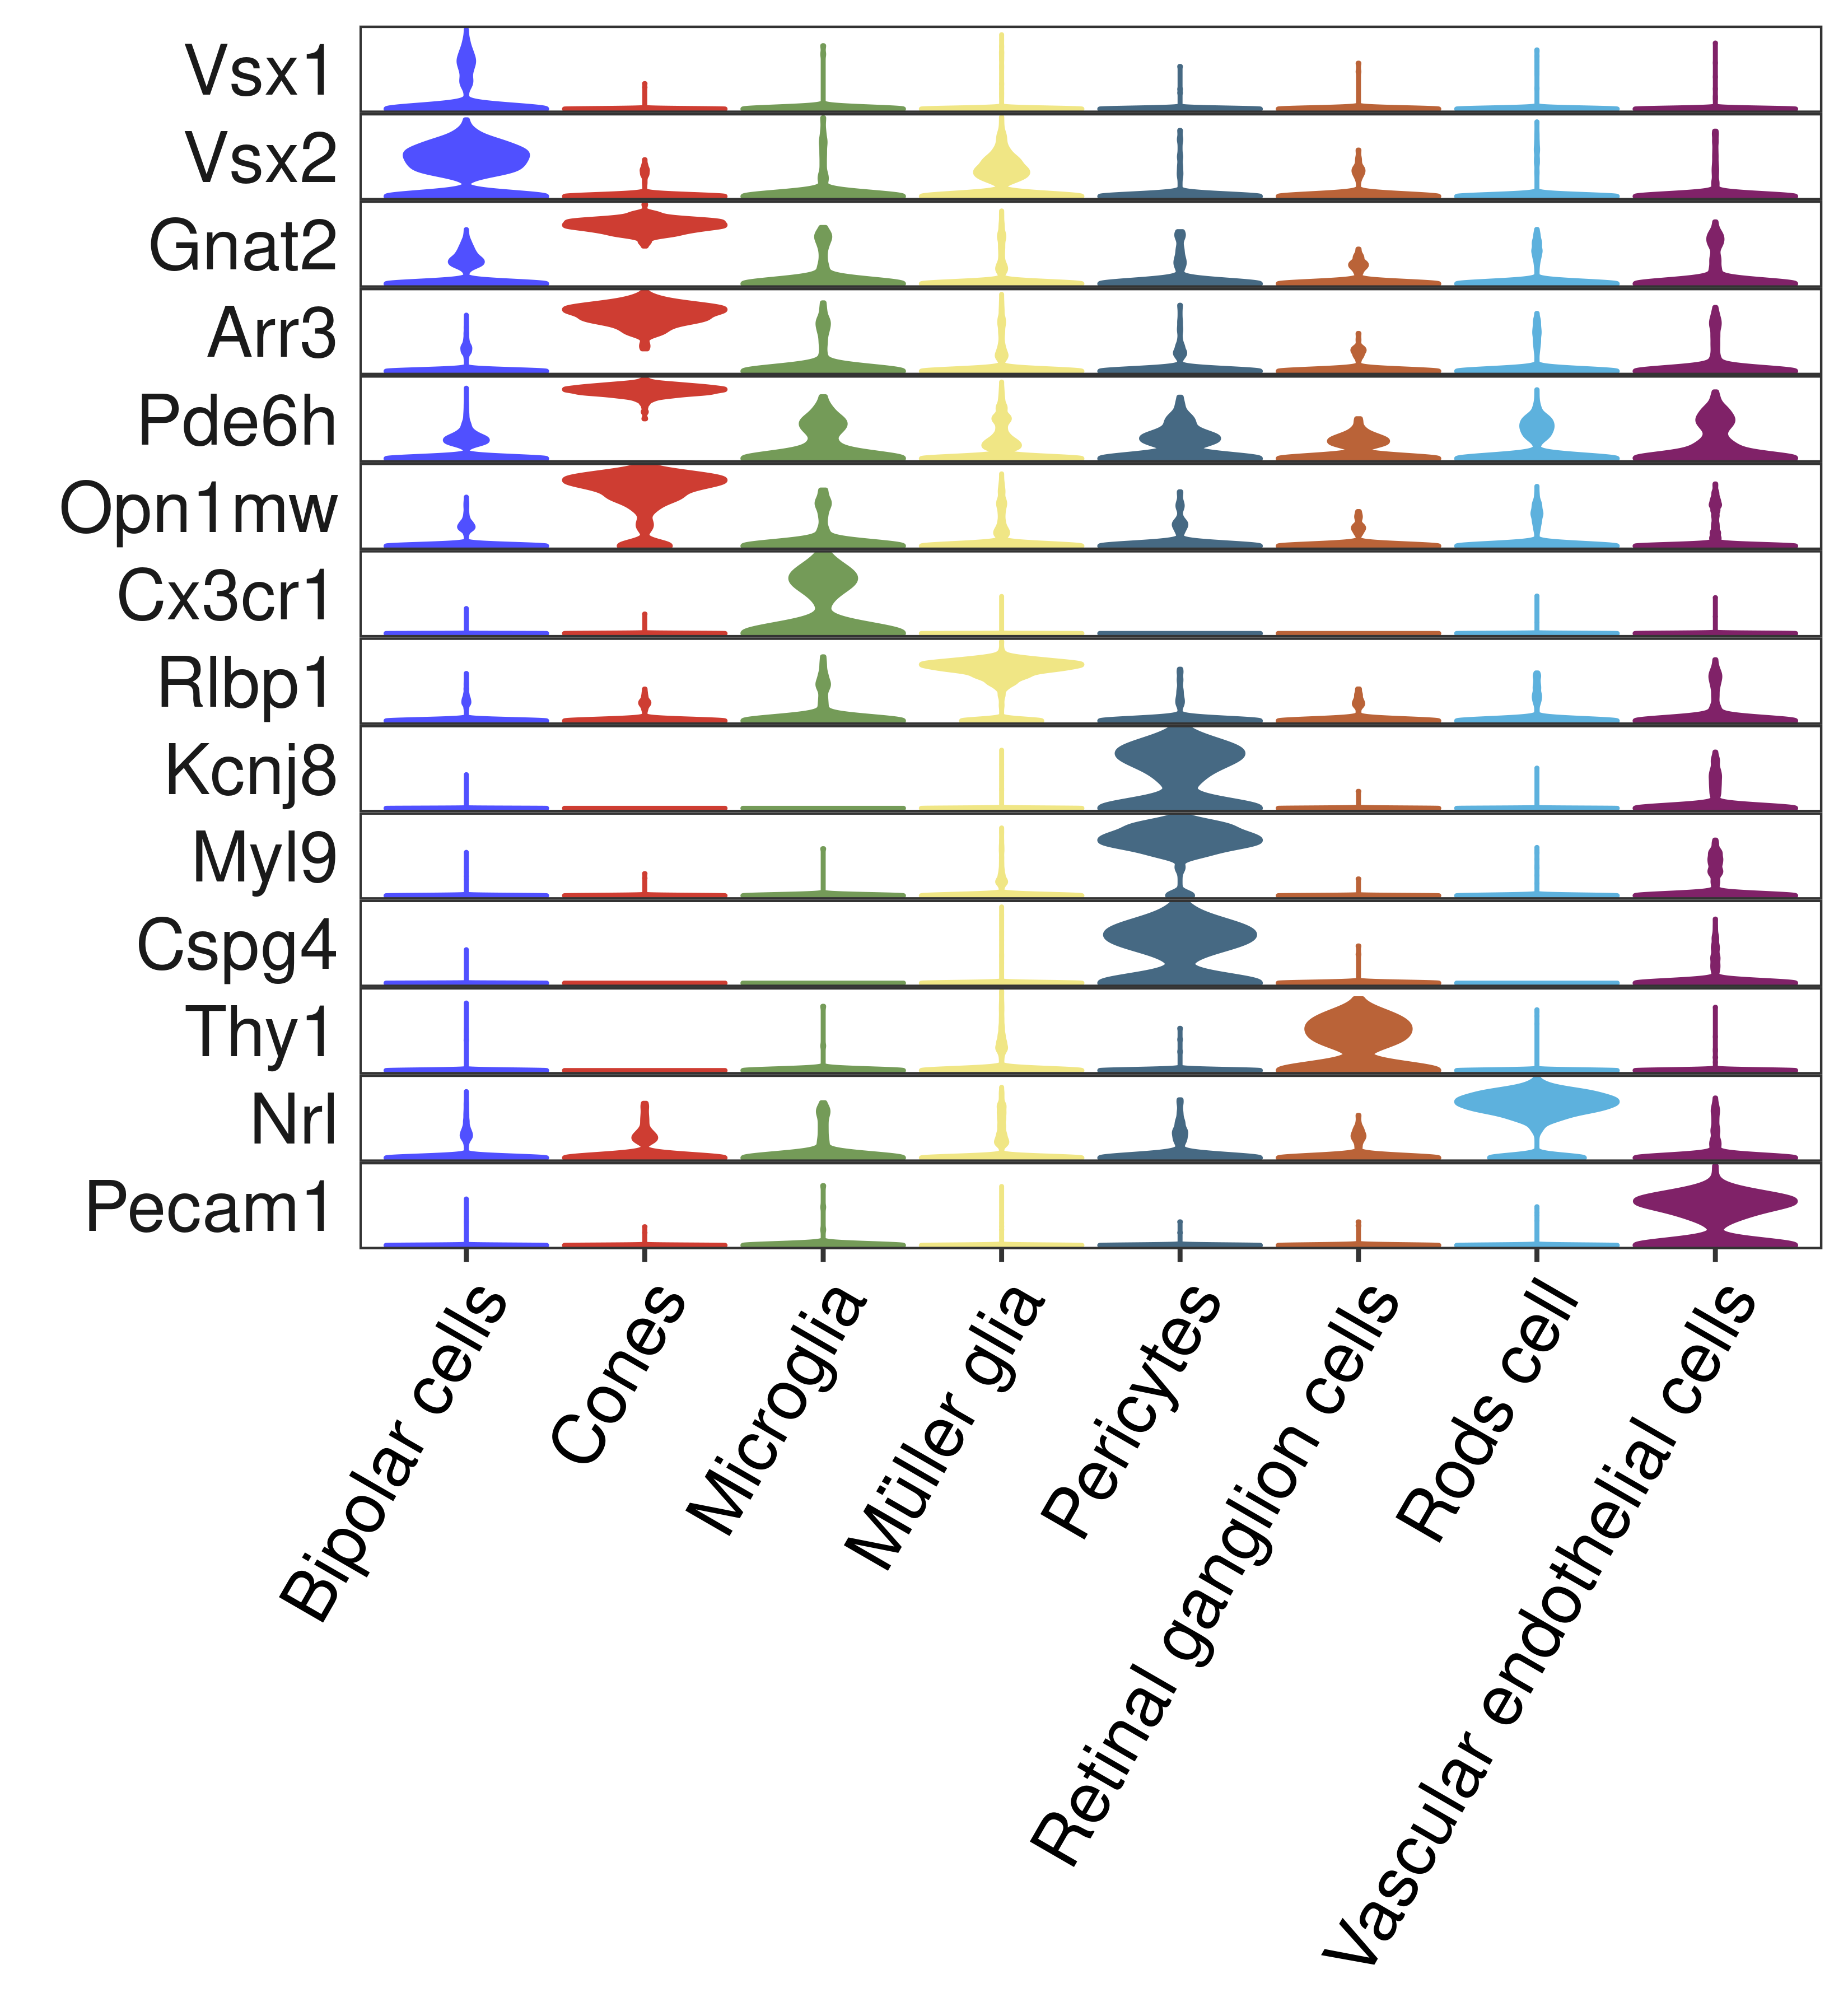 Vsx1
Vsx2
Gnat2
Arr3
Pde6h
Opn1mw
Cx3cr1
Rlbp1
Kcnj8
Myl9
Cspg4
Thy1
Nrl
Pecam1
Bipolar cells
Cones
Microglia
Müller glia
Pericytes
Retinal ganglion cells
Rods cell
Vascular endothelial cells